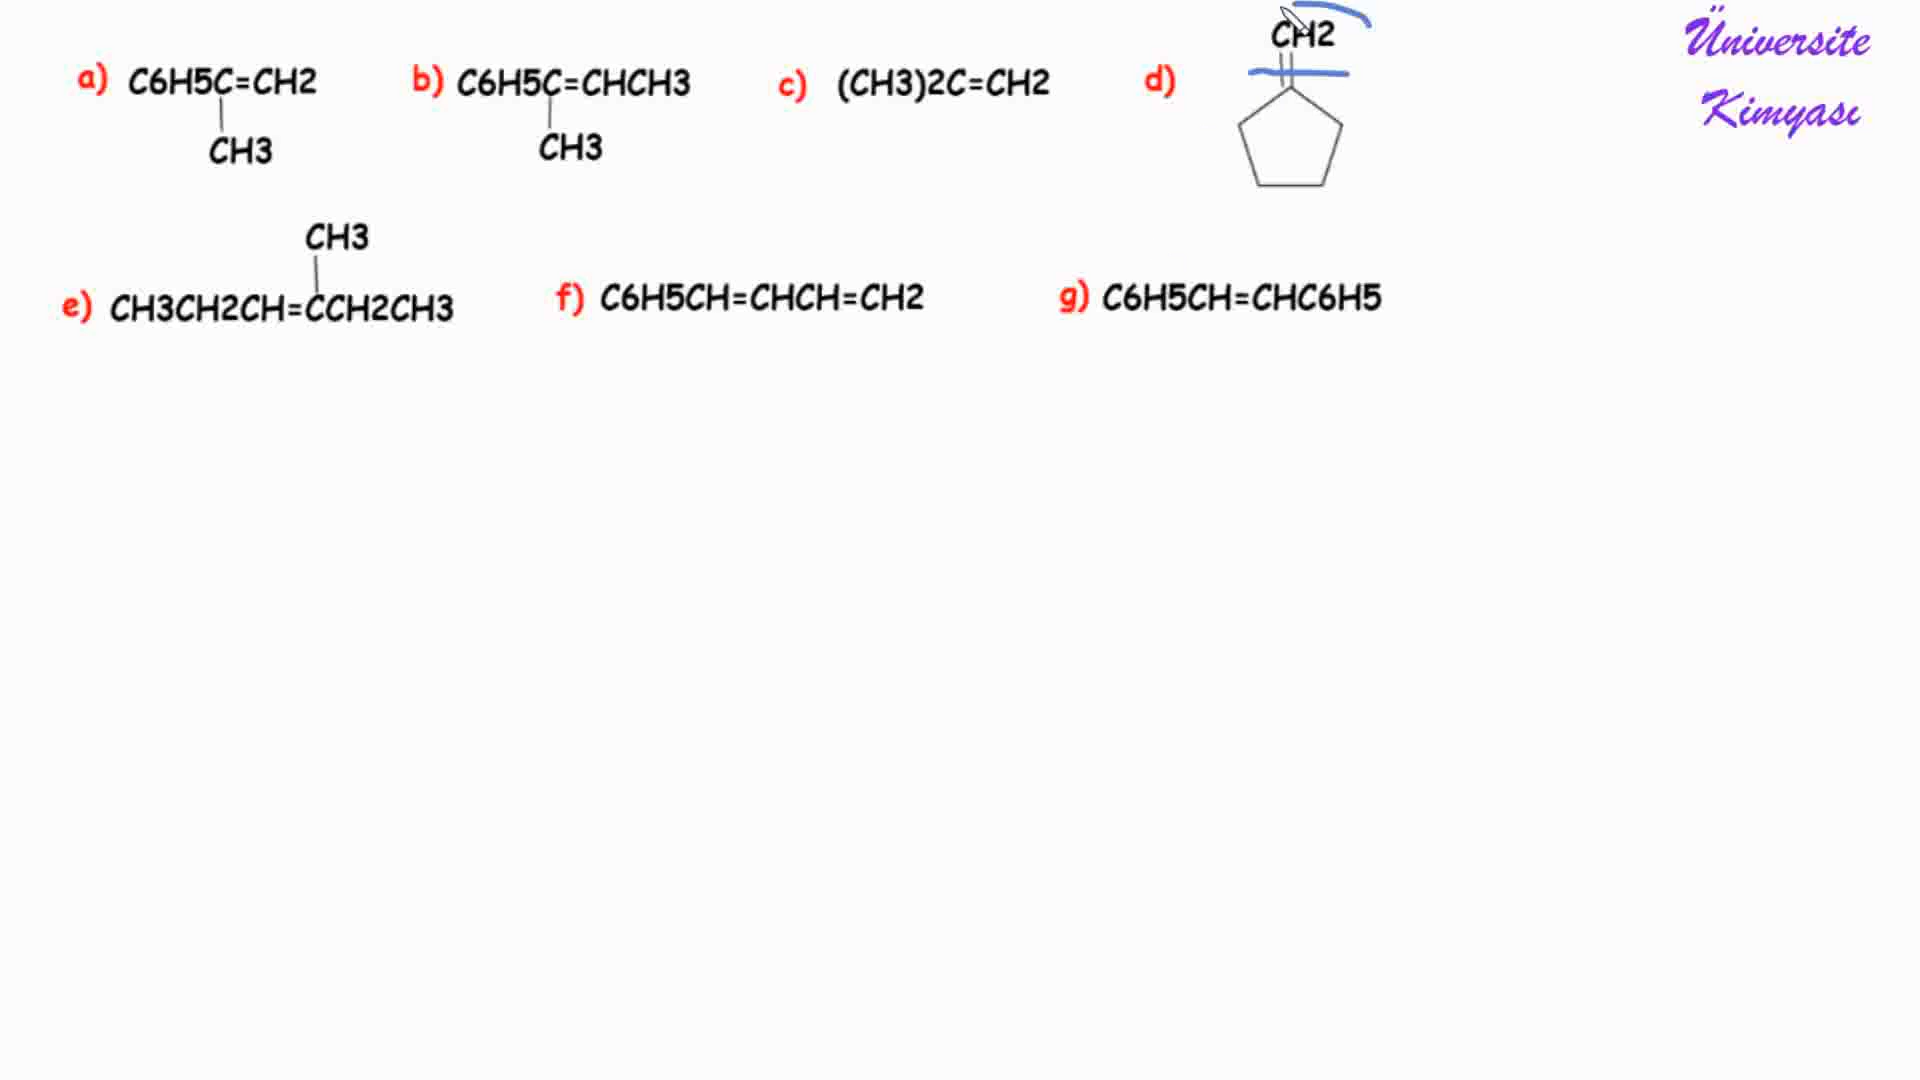 a) C6H5C=CH2
CH3
b) C6H5C=CHCH3
CH3
c) (CH3)2C=CH2
d)
CH2
Üniversite
Kimyası
CH3
e) CH3CH2CH=CCH2CH3
f) C6H5CH=CHCH=CH2
g) C6H5CH=CHC6H5